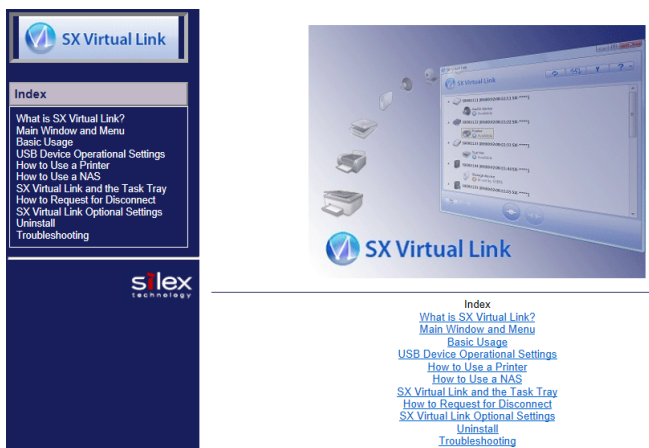 SX Virtual Link
Index
What is SX Virtual Link?
Main Window and Menu
Basic Usage
USB Device Operational Settings
How to Use a Printer
How to Use a NAS
SX Virtual Link and the Task Tray
How to Request for Disconnect
SX Virtual Link Optional Settings
Uninstall
Troubleshooting
silex
technology
SX Virtual Link
SX Virtual Link
Index
What is SX Virtual Link?
Main Window and Menu
Basic Usage
USB Device Operational Settings
How to Use a Printer
How to Use a NAS
SX Virtual Link and the Task Tray
How to Request for Disconnect
SX Virtual Link Optional Settings
Uninstall
Troubleshooting